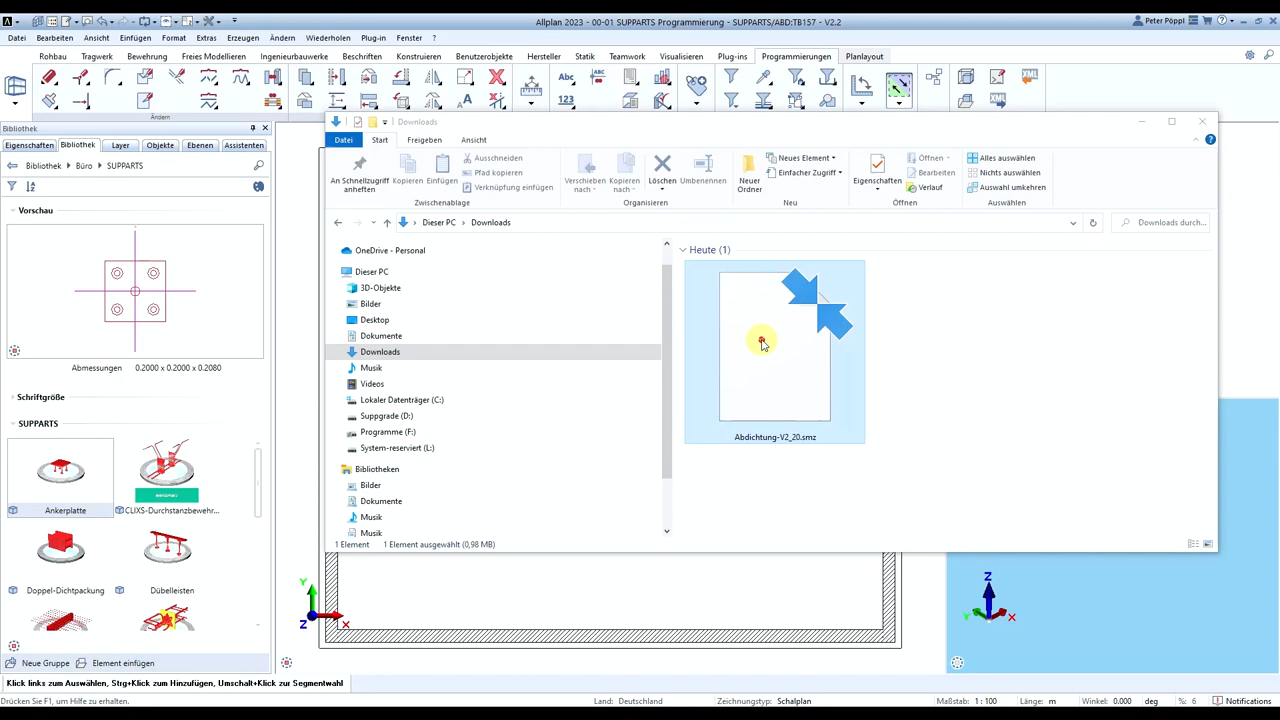 Allplan 2023 - 00-01 SUPPARTS Programmierung - SUPPARTS/ABD:TB157 - V2.2
Peter Pöppl
Datei Bearbeiten Ansicht Einfügen Format Extras Erzeugen Ändern Wiederholen Plug-in Fenster ?
Rohbau Tragwerk Bewehrung Freies Modellieren Ingenieurbauwerke Beschriften Konstruieren Benutzerobjekte Hersteller Statik Teamwork Visualisieren Plug-ins Programmierungen Planlayout
Abc
ABC
123
A
XML
XML
Ändern
Bibliothek
Eigenschaften Bibliothek Layer Objekte Ebenen Assistenten
Bibliothek Büro SUPPARTS
Vorschau
Abmessungen 0.2000 x 0.2000 x 0.2080
Schriftgröße
SUPPARTS
Ankerplatte
CLIXS-Durchstanzbewehr...
Doppel-Dichtpackung
Dübelleisten
Neue Gruppe Element einfügen
Downloads
Datei Start Freigeben Ansicht
An Schnellzugriff anheften
Kopieren
Einfügen
Ausschneiden
Pfad kopieren
Verknüpfung einfügen
Verschieben nach
Kopieren nach
Löschen
Umbenennen
Neuer Ordner
Neues Element
Einfacher Zugriff
Eigenschaften
Öffnen
Bearbeiten
Verlauf
Alles auswählen
Nichts auswählen
Auswahl umkehren
Zwischenablage Organisieren Neu Öffnen Auswählen
Dieser PC Downloads
Downloads durch...
OneDrive - Personal
Dieser PC
3D-Objekte
Bilder
Desktop
Dokumente
Downloads
Musik
Videos
Lokaler Datenträger (C:)
Suppgrade (D:)
Programme (F:)
System-reserviert (L:)
Bibliotheken
Bilder
Dokumente
Musik
Musik
Heute (1)
Abdichtung-V2_20.smz
1 Element 1 Element ausgewählt (0,98 MB)
Y
Z X
Z
Y X
Klick links zum Auswählen, Strg+Klick zum Hinzufügen, Umschalt+Klick zur Segmentwahl
Drücken Sie F1, um Hilfe zu erhalten. Land: Deutschland Zeichnungstyp: Schalplan Maßstab: 1 : 100 Länge: m Winkel: 0.000 deg %: 6 Notifications